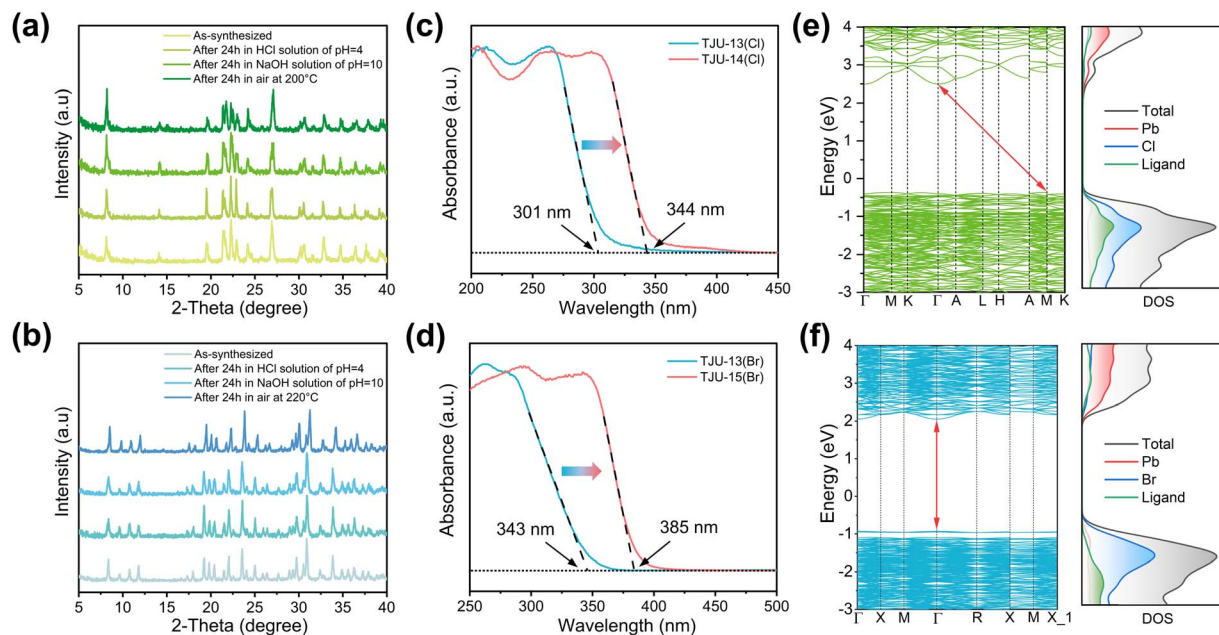 (a)
As-synthesized
After 24h in HCl solution of pH=4
After 24h in NaOH solution of pH=10
After 24h in air at 200°C
Intensity (a.u)
5 10 15 20 25 30 35 40
2-Theta (degree)
(b)
As-synthesized
After 24h in HCl solution of pH=4
After 24h in NaOH solution of pH=10
After 24h in air at 220°C
Intensity (a.u)
5 10 15 20 25 30 35 40
2-Theta (degree)
(c)
TJU-13(Cl)
TJU-14(Cl)
301 nm
344 nm
Absorbance (a.u.)
200 250 300 350 400 450
Wavelength (nm)
(d)
TJU-13(Br)
TJU-15(Br)
343 nm
385 nm
Absorbance (a.u.)
250 300 350 400 450 500
Wavelength (nm)
(e)
Energy (eV)
4
3
2
1
0
-1
-2
-3
Γ M K Γ A L H A M K
Total
Pb
Cl
Ligand
DOS
(f)
Energy (eV)
4
3
2
1
0
-1
-2
-3
Γ X M Γ R X M X_1
Total
Pb
Br
Ligand
DOS